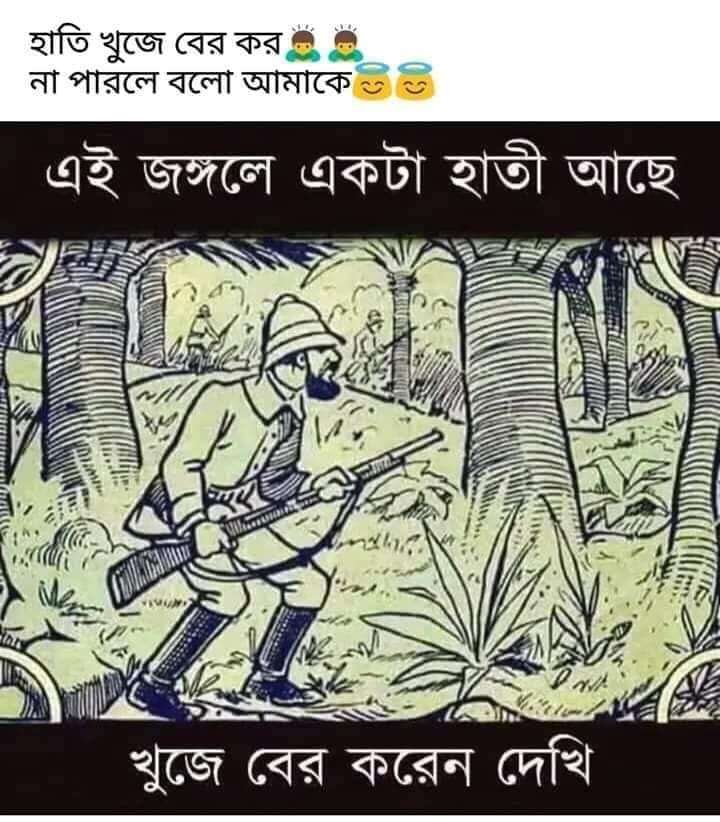 হাতি খুজে বের কর🙇‍♂️🙇‍♂️
না পারলে বলো আমাকে😇😇
এই জঙ্গলে একটা হাতী আছে
খুজে বের করেন দেখি